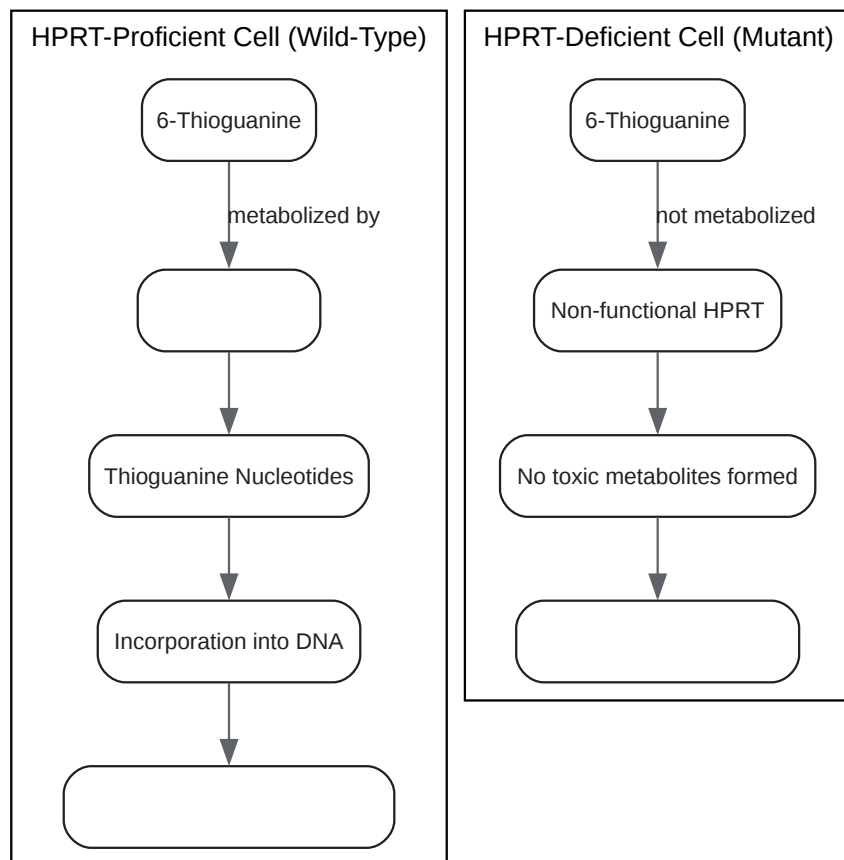 HPRT-Proficient Cell (Wild-Type)
6-Thioguanine
metabolized by
Thioguanine Nucleotides
Incorporation into DNA
HPRT-Deficient Cell (Mutant)
6-Thioguanine
not metabolized
Non-functional HPRT
No toxic metabolites formed